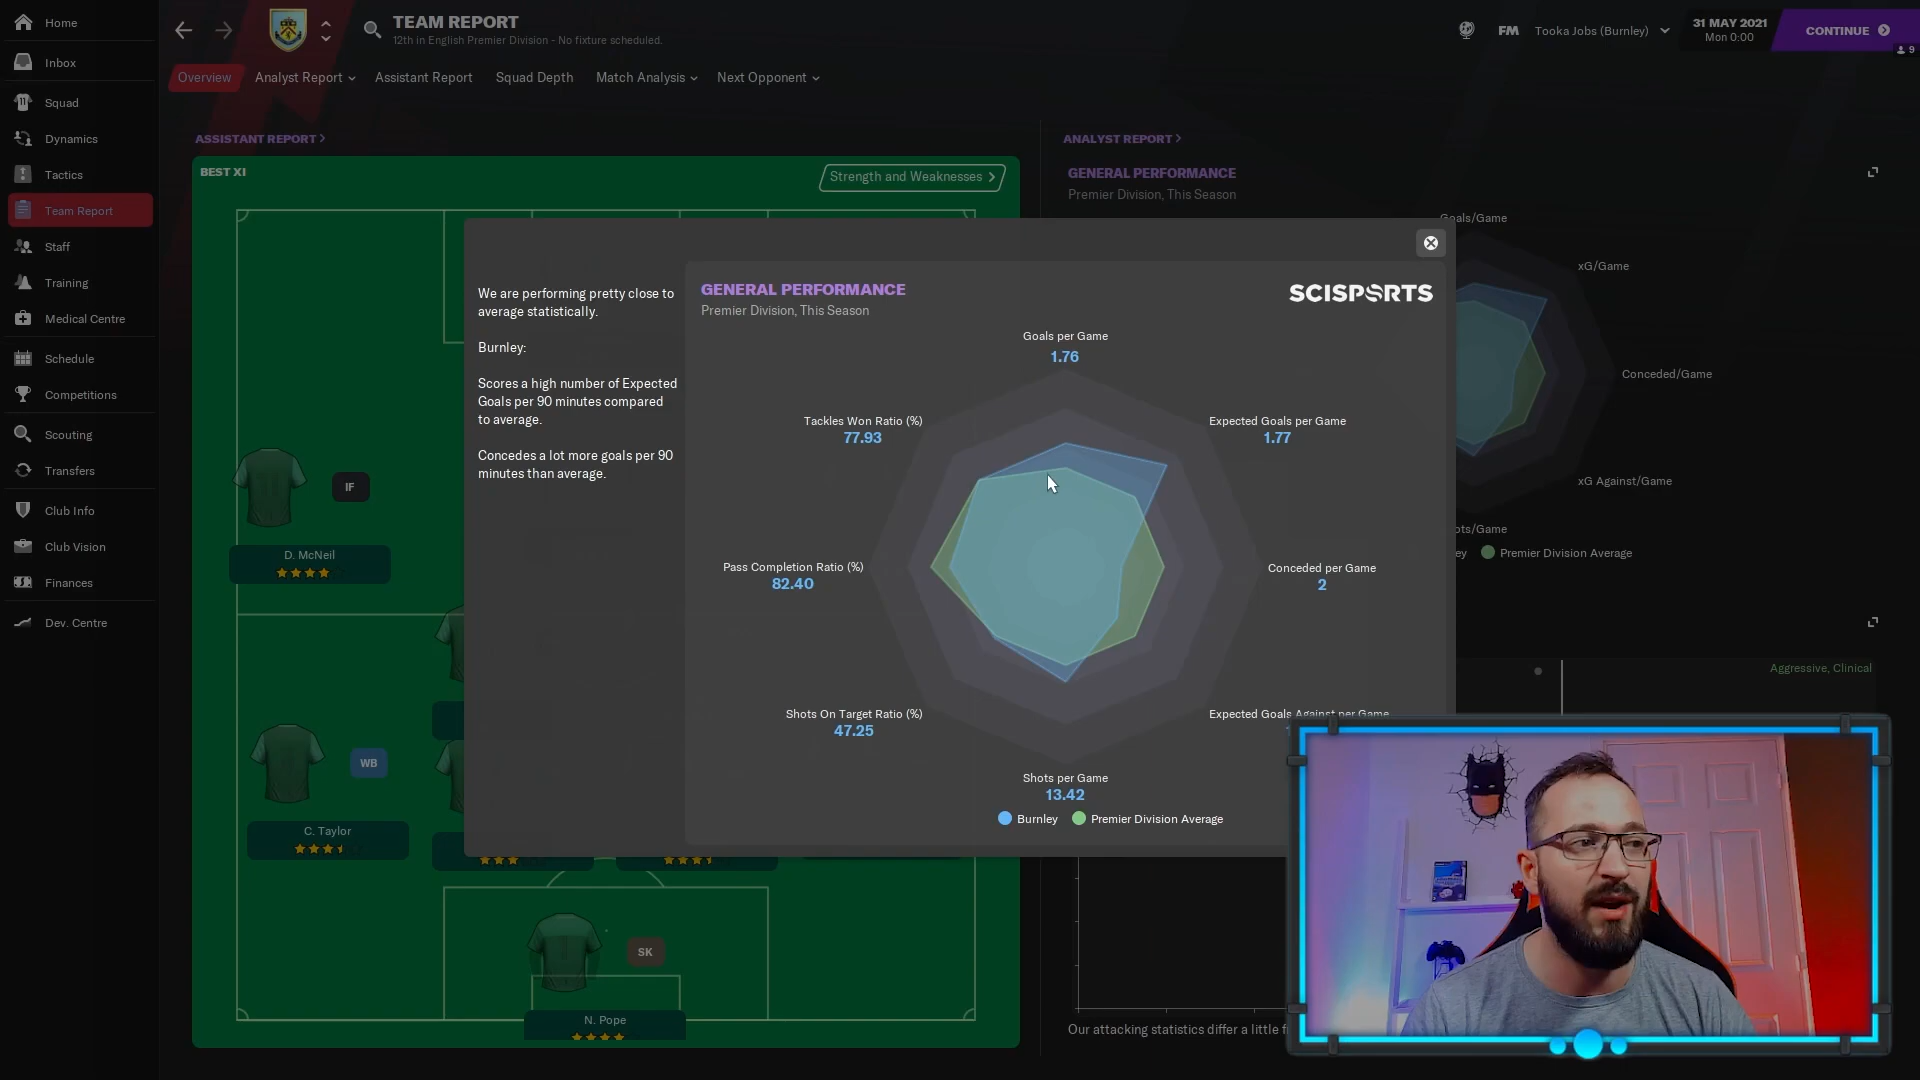 Home
Inbox
Squad
Dynamics
Tactics
Team Report
Staff
Training
Medical Centre
Schedule
Competitions
Scouting
Transfers
Club Info
Club Vision
Finances
Dev. Centre
TEAM REPORT
12th in English Premier Division - No fixture scheduled.
FM
Tooka Jobs (Burnley)
31 MAY 2021
Mon 0:00
CONTINUE
9
Overview
Analyst Report
Assistant Report
Squad Depth
Match Analysis
Next Opponent
ASSISTANT REPORT
BEST XI
Strength and Weaknesses
IF
D. McNeil
WB
C. Taylor
SK
N. Pope
We are performing pretty close to
average statistically.
Burnley:
Scores a high number of Expected
Goals per 90 minutes compared
to average.
Concedes a lot more goals per 90
minutes than average.
GENERAL PERFORMANCE
Premier Division, This Season
SCISPORTS
Goals per Game
1.76
Tackles Won Ratio (%)
77.93
Expected Goals per Game
1.77
Pass Completion Ratio (%)
82.40
Conceded per Game
2
Shots On Target Ratio (%)
47.25
Expected Goals Against per Game
Shots per Game
13.42
Burnley
Premier Division Average
ANALYST REPORT
GENERAL PERFORMANCE
Premier Division, This Season
Goals/Game
xG/Game
Conceded/Game
xG Against/Game
Premier Division Average
Aggressive, Clinical
Our attacking statistics differ a little